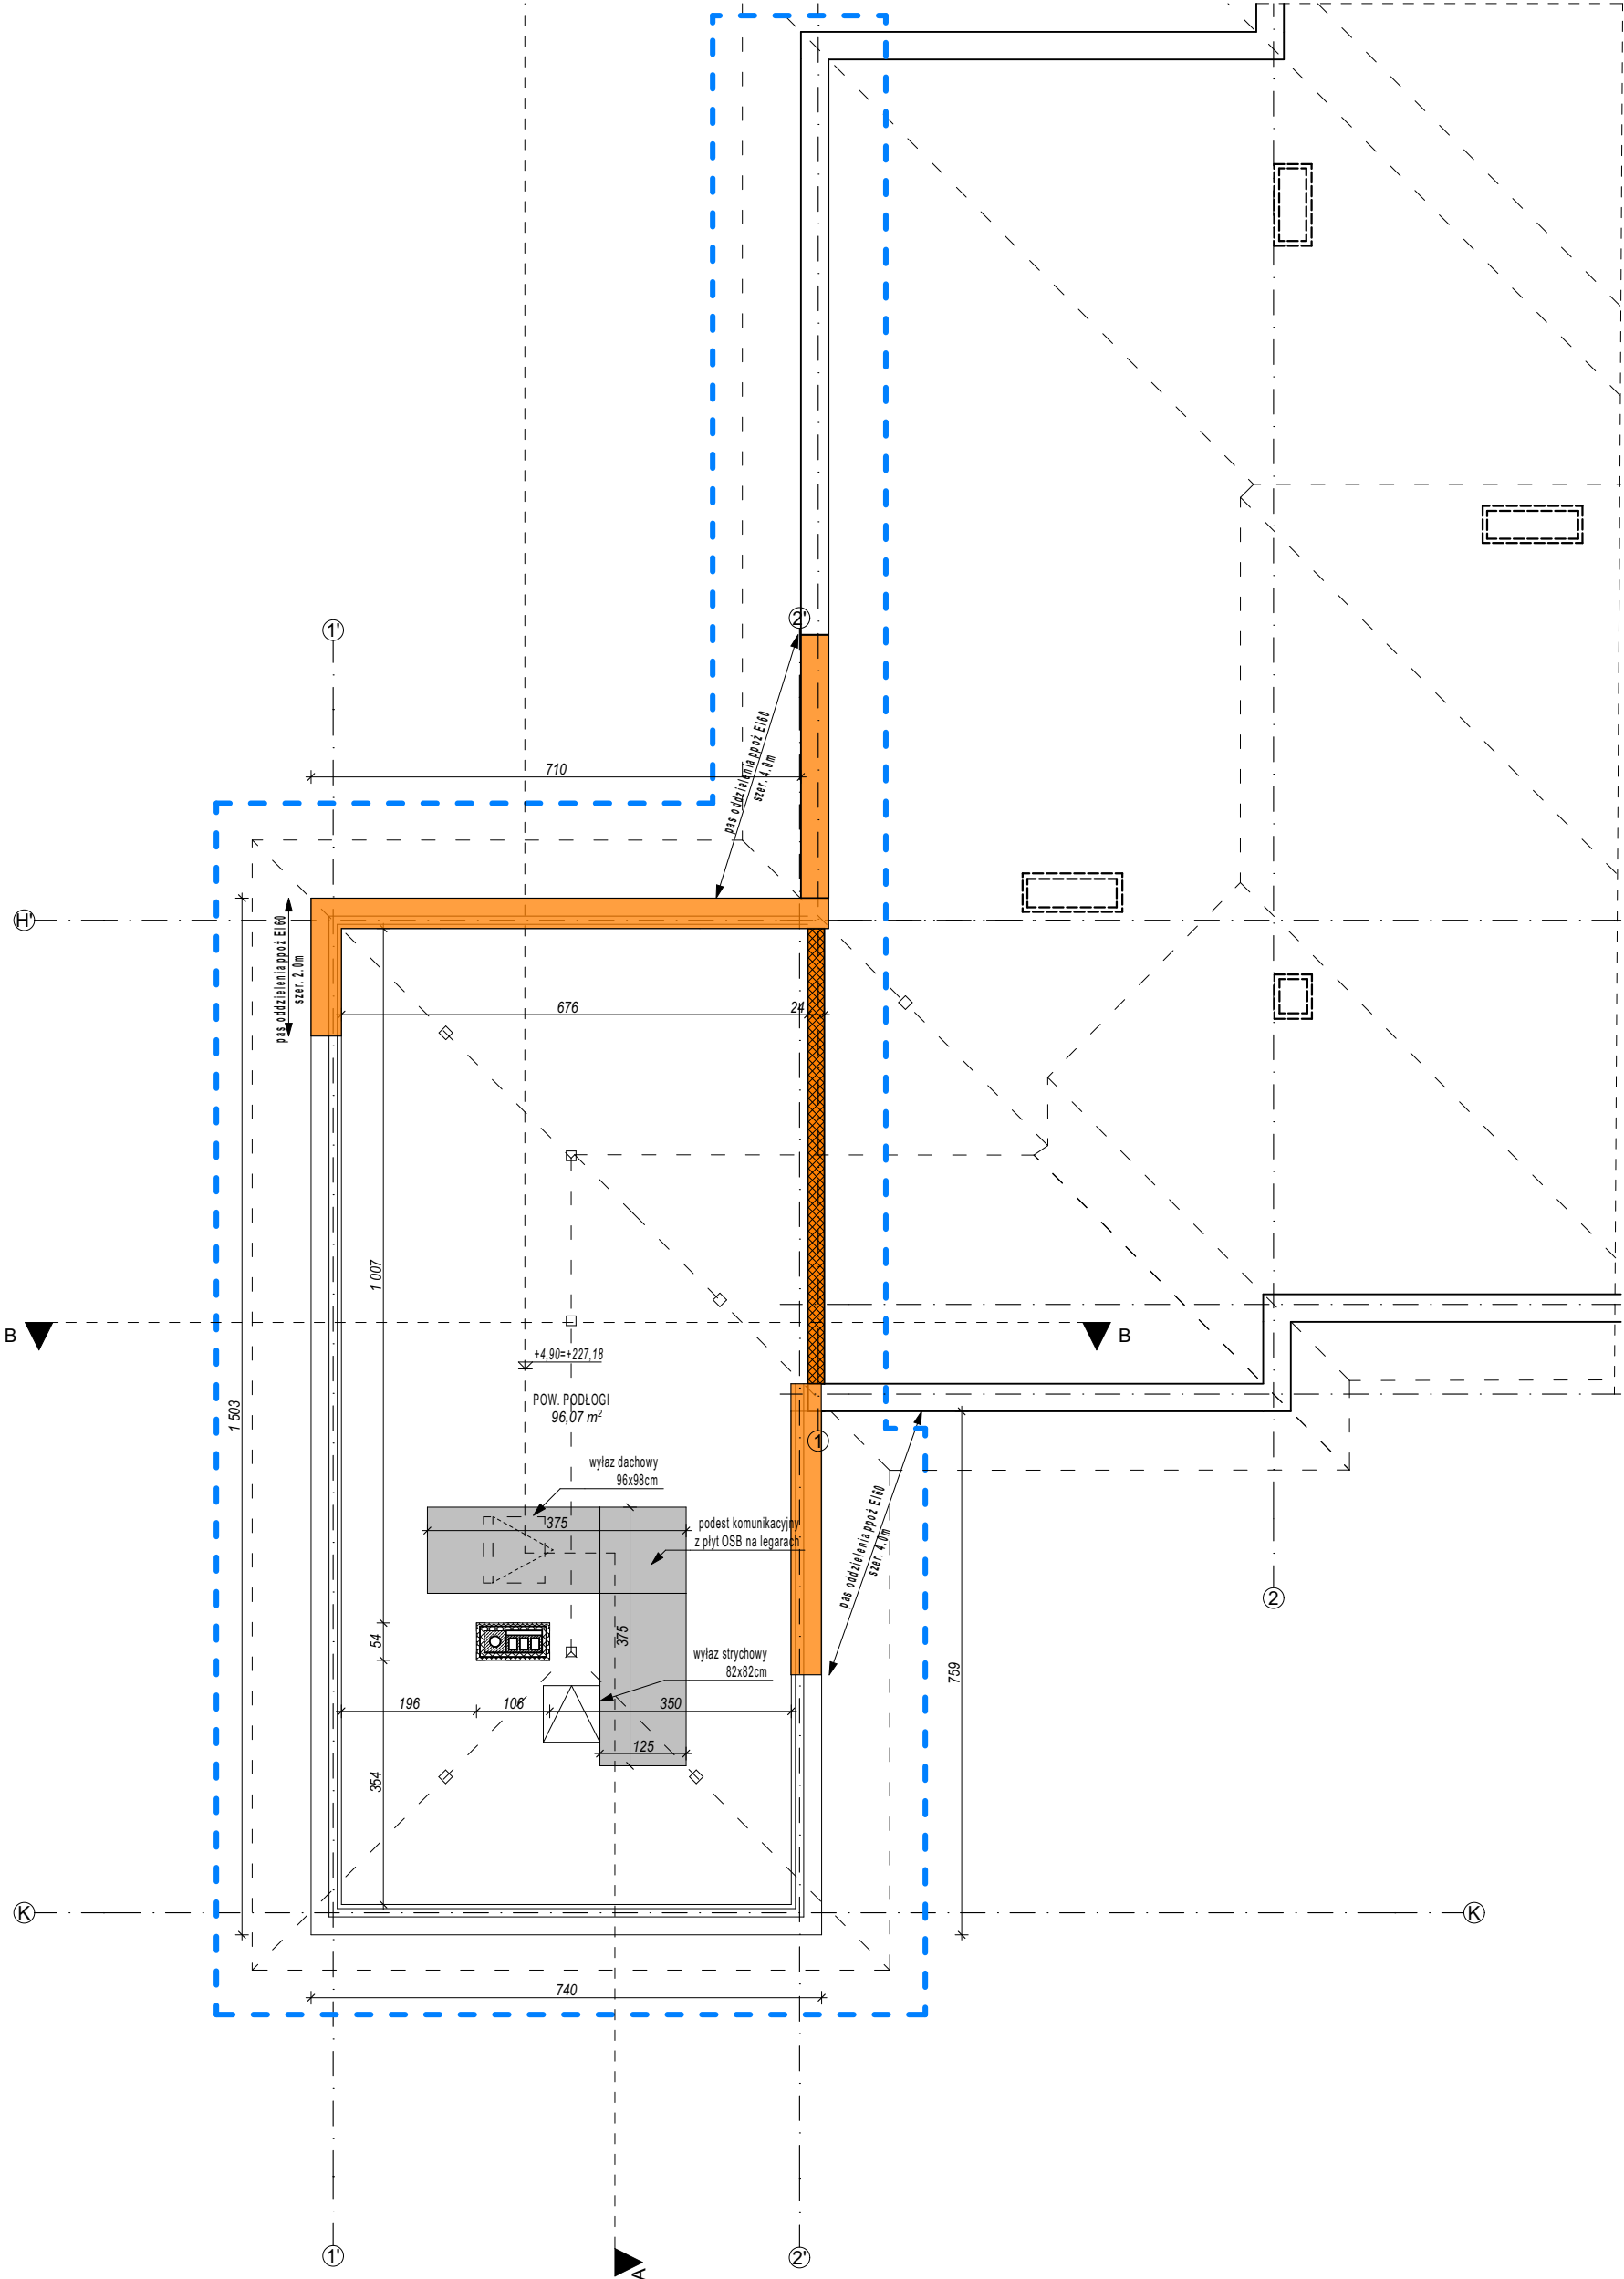 1'
2'
pas oddzielenia ppoż EI60
szer. 4.0m
710
H'
pas oddzielenia ppoż EI60
szer. 2.0m
676
24
1 007
B
B
+4,90=+227,18
POW. PODŁOGI
96,07 m²
1 503
1
wyłaz dachowy
96x98cm
375
podest komunikacyjny
z płyt OSB na legarach
pas oddzielenia ppoż EI60
szer. 4.0m
2
54
375
wyłaz strychowy
82x82cm
759
196
106
350
125
354
K
K
740
1'
2'
A